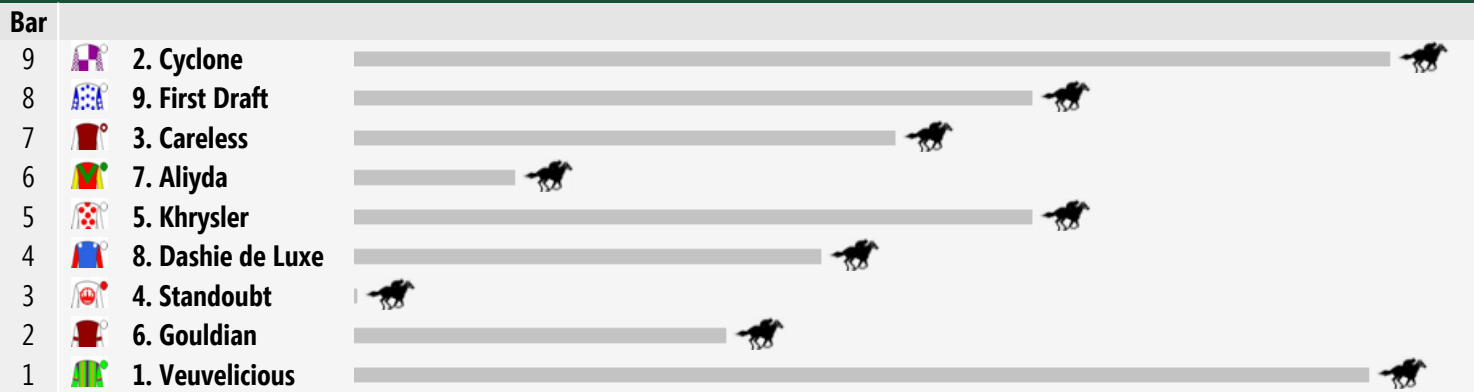 Bar
9 2. Cyclone
8 9. First Draft
7 3. Careless
6 7. Aliyda
5 5. Khrysler
4 8. Dashie de Luxe
3 4. Standoubt
2 6. Gouldian
1 1. Veuvelicious